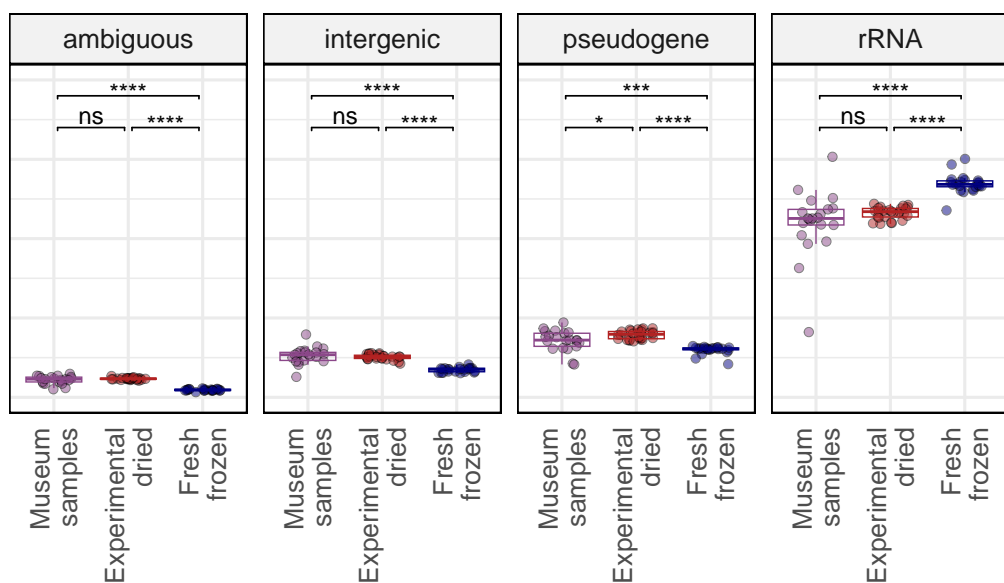 ambiguous intergenic pseudogene rRNA
**** **** *** ****
ns **** ns **** * **** ns ****
Museum samples Experimental dried Fresh frozen Museum samples Experimental dried Fresh frozen Museum samples Experimental dried Fresh frozen Museum samples Experimental dried Fresh frozen